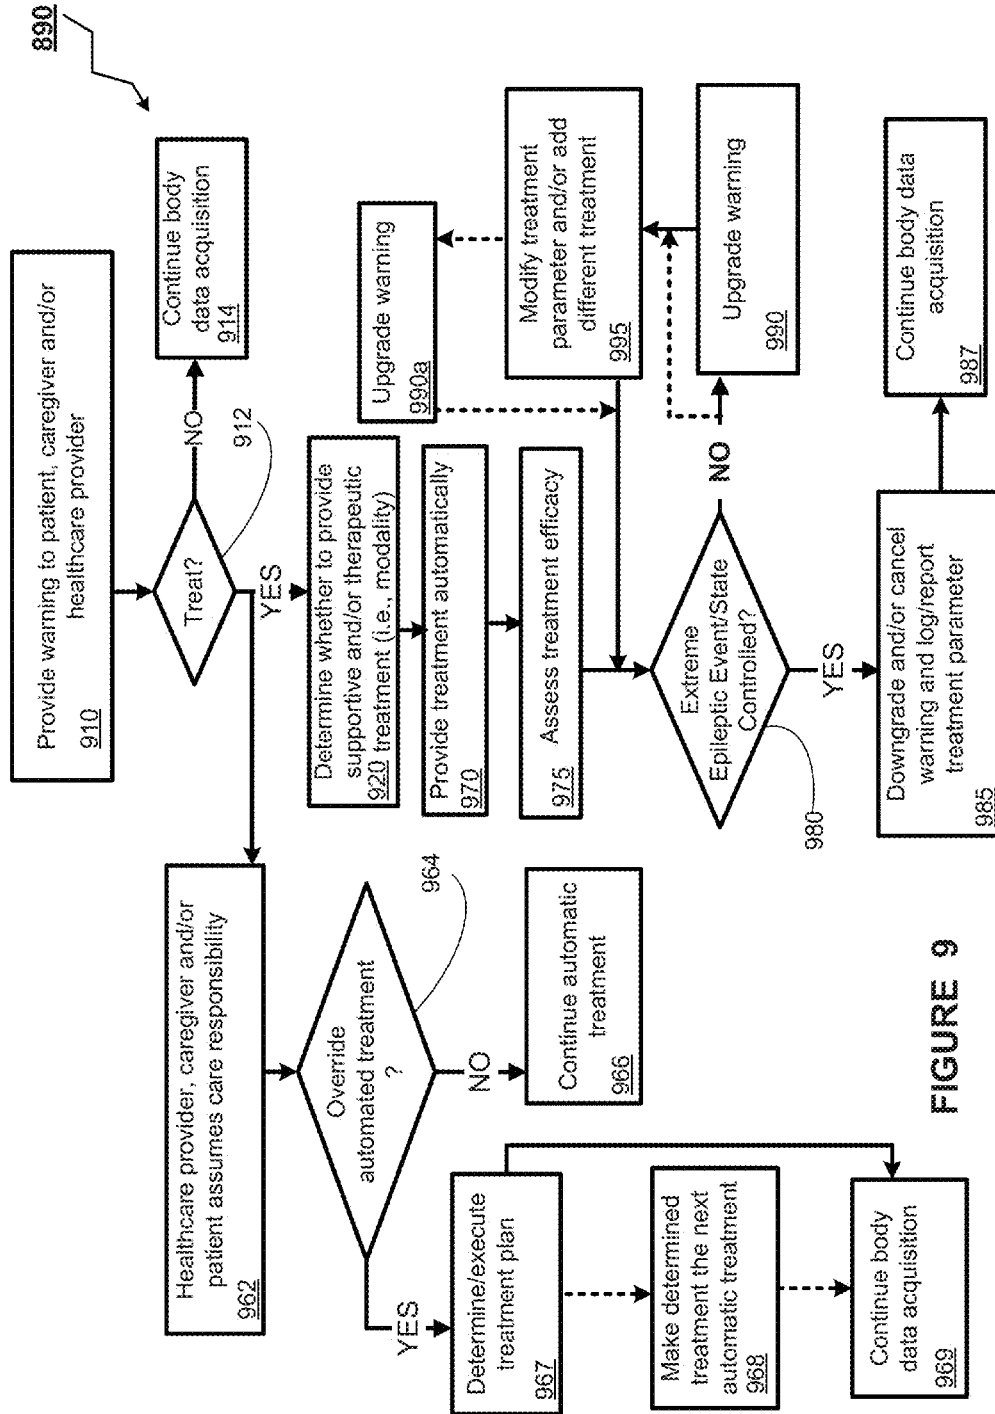 890
Provide warning to patient, caregiver and/or
healthcare provider
910
Treat?
912
NO
Continue body
data acquisition
914
YES
Healthcare provider, caregiver and/or
patient assumes care responsibility
962
Override
automated treatment
?
964
YES
NO
Continue automatic
treatment
966
Determine/execute
treatment plan
967
Make determined
treatment the next
automatic treatment
968
Continue body
data acquisition
969
Determine whether to provide
supportive and/or therapeutic
920 treatment (i.e., modality)
Provide treatment automatically
970
Assess treatment efficacy
975
Extreme
Epileptic Event/State
Controlled?
980
NO
YES
Upgrade warning
990a
Modify treatment
parameter and/or add
different treatment
995
Upgrade warning
990
Downgrade and/or cancel
warning and log/report
treatment parameter
985
Continue body data
acquisition
987
FIGURE 9